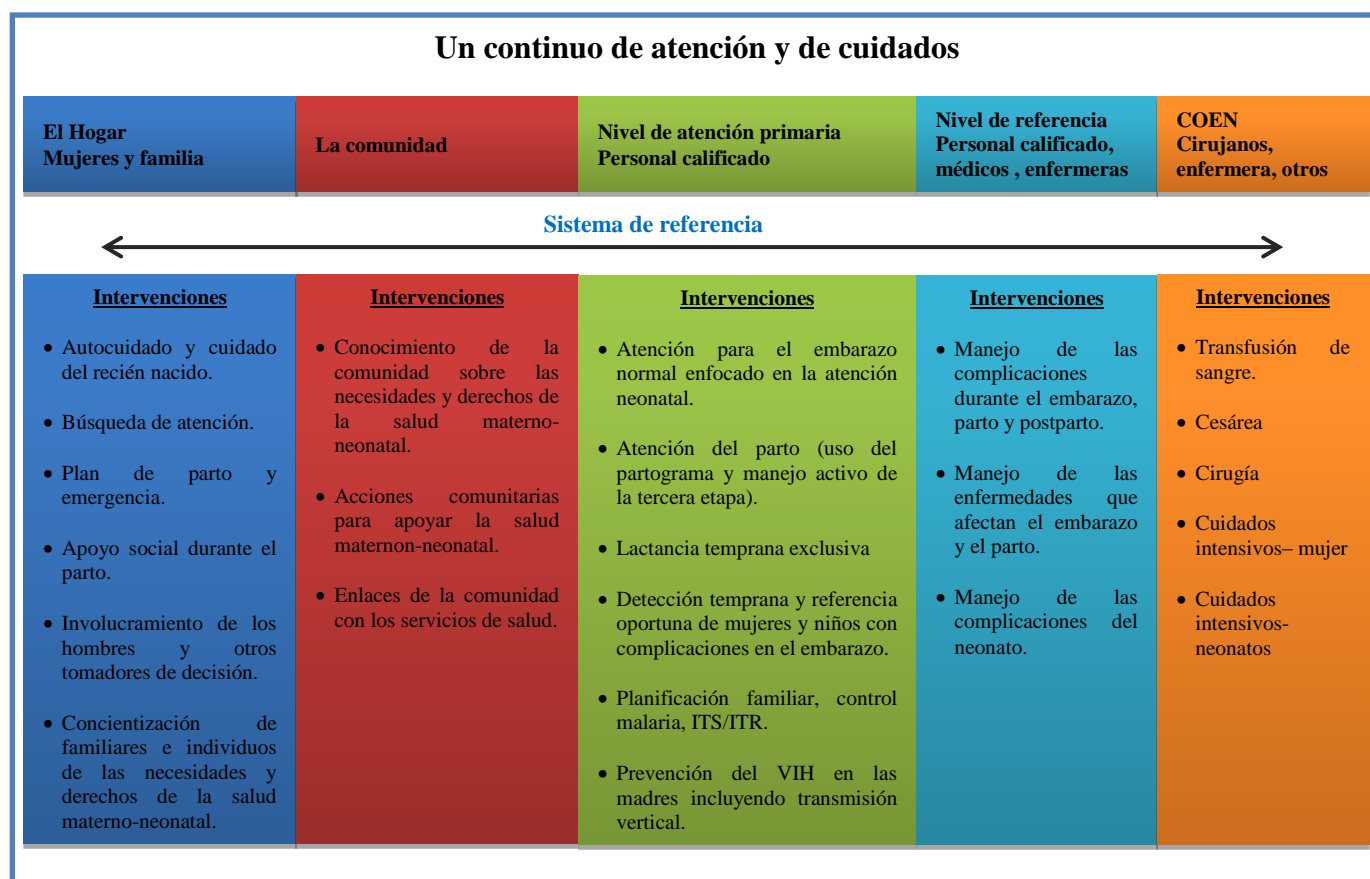 Un continuo de atención y de cuidados
El Hogar
Mujeres y familia
La comunidad
Nivel de atención primaria
Personal calificado
Nivel de referencia
Personal calificado,
médicos , enfermeras
COEN
Cirujanos,
enfermera, otros
Sistema de referencia
Intervenciones
• Autocuidado y cuidado
del recién nacido.
• Búsqueda de atención.
• Plan de parto y
emergencia.
• Apoyo social durante el
parto.
• Involucramiento de los
hombres y otros
tomadores de decisión.
• Concientización de
familiares e individuos
de las necesidades y
derechos de la salud
materno-neonatal.
Intervenciones
• Conocimiento de la
comunidad sobre las
necesidades y derechos de
la salud materno-
neonatal.
• Acciones comunitarias
para apoyar la salud
maternon-neonatal.
• Enlaces de la comunidad
con los servicios de salud.
Intervenciones
• Atención para el embarazo
normal enfocado en la atención
neonatal.
• Atención del parto (uso del
partograma y manejo activo de
la tercera etapa).
• Lactancia temprana exclusiva
• Detección temprana y referencia
oportuna de mujeres y niños con
complicaciones en el embarazo.
• Planificación familiar, control
malaria, ITS/ITR.
• Prevención del VIH en las
madres incluyendo transmisión
vertical.
Intervenciones
• Manejo de las
complicaciones
durante el embarazo,
parto y postparto.
• Manejo de las
enfermedades que
afectan el embarazo
y el parto.
• Manejo de las
complicaciones del
neonato.
Intervenciones
• Transfusión de
sangre.
• Cesárea
• Cirugía
• Cuidados
intensivos– mujer
• Cuidados
intensivos-
neonatos